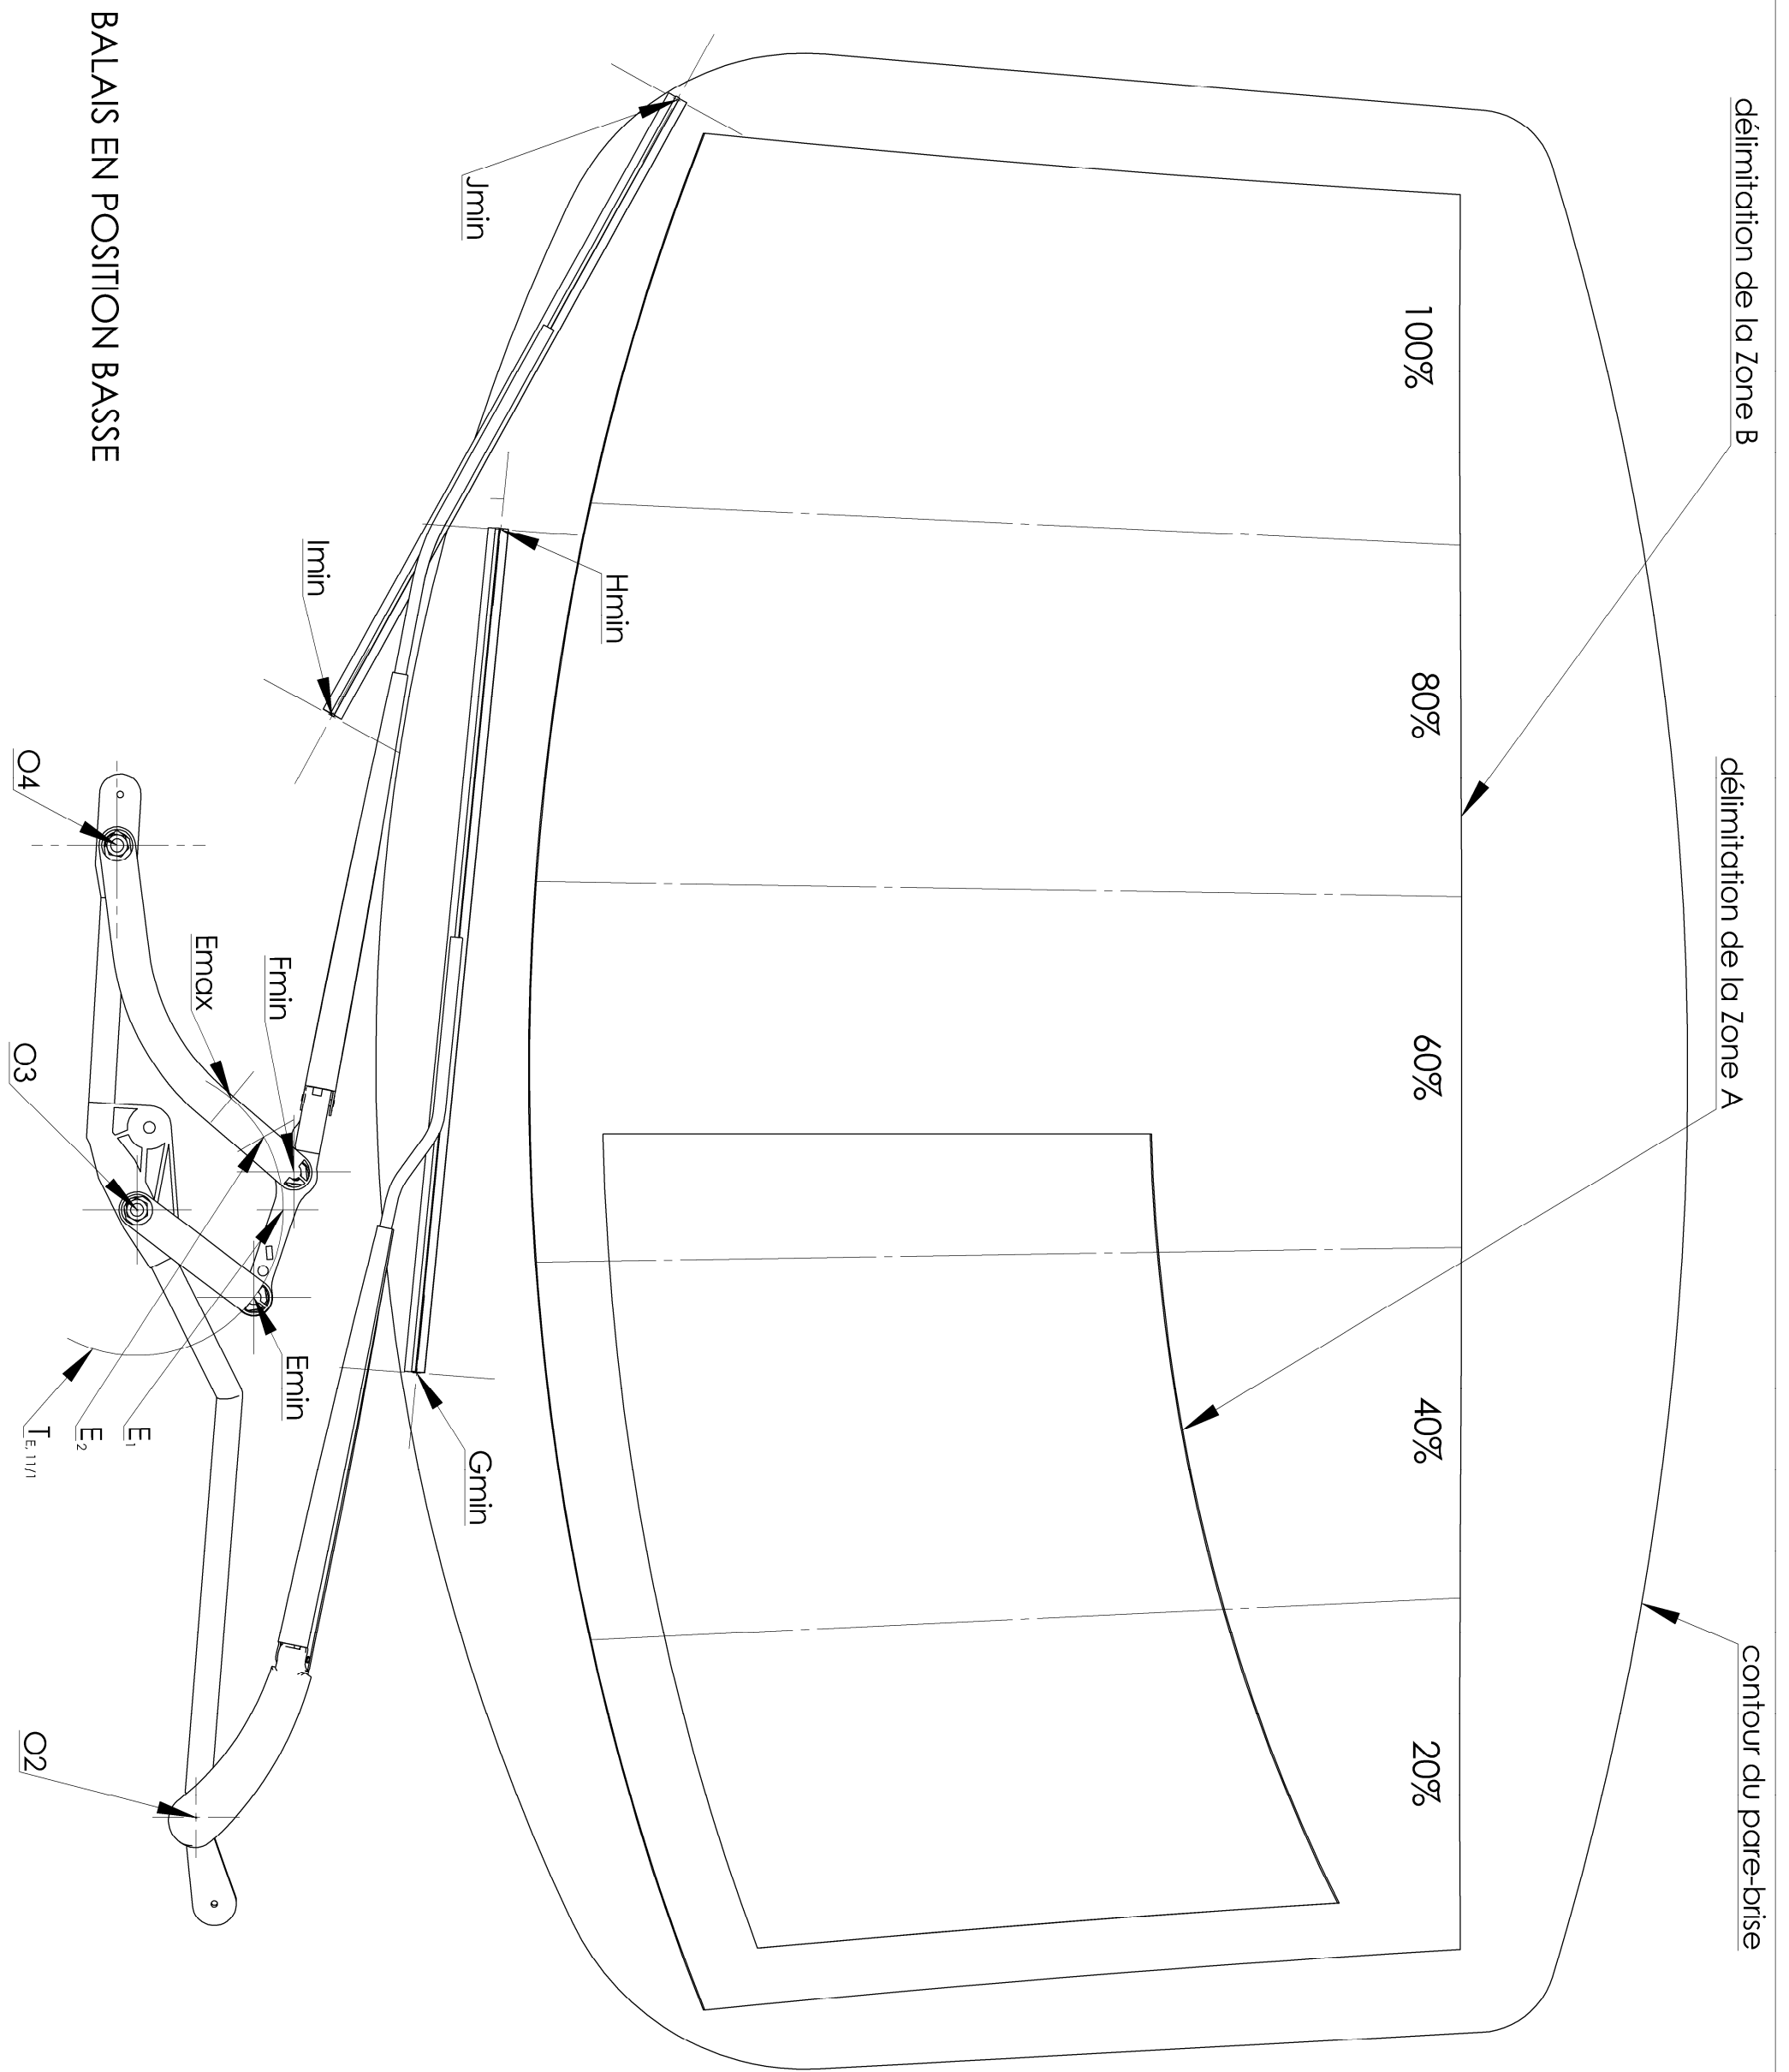 délimitation de la Zone B
délimitation de la Zone A
contour du pare-brise
100%
80%
60%
40%
20%
Jmin
Hmin
Imin
Gmin
Fmin
Emax
Emin
O4
O3
E₁
E₂
T E, 11/1
O2
BALAIS EN POSITION BASSE